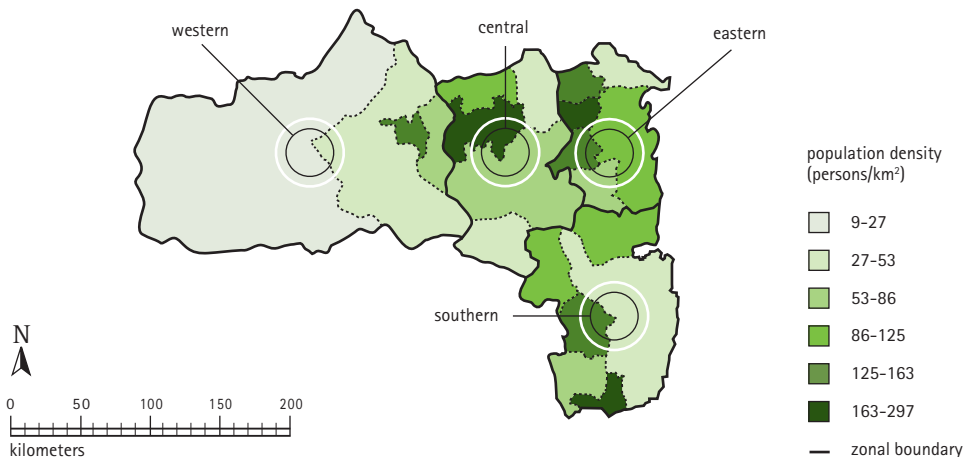 western
central
eastern
southern
N
0 50 100 150 200
kilometers
population density
(persons/km²)
9-27
27-53
53-86
86-125
125-163
163-297
zonal boundary